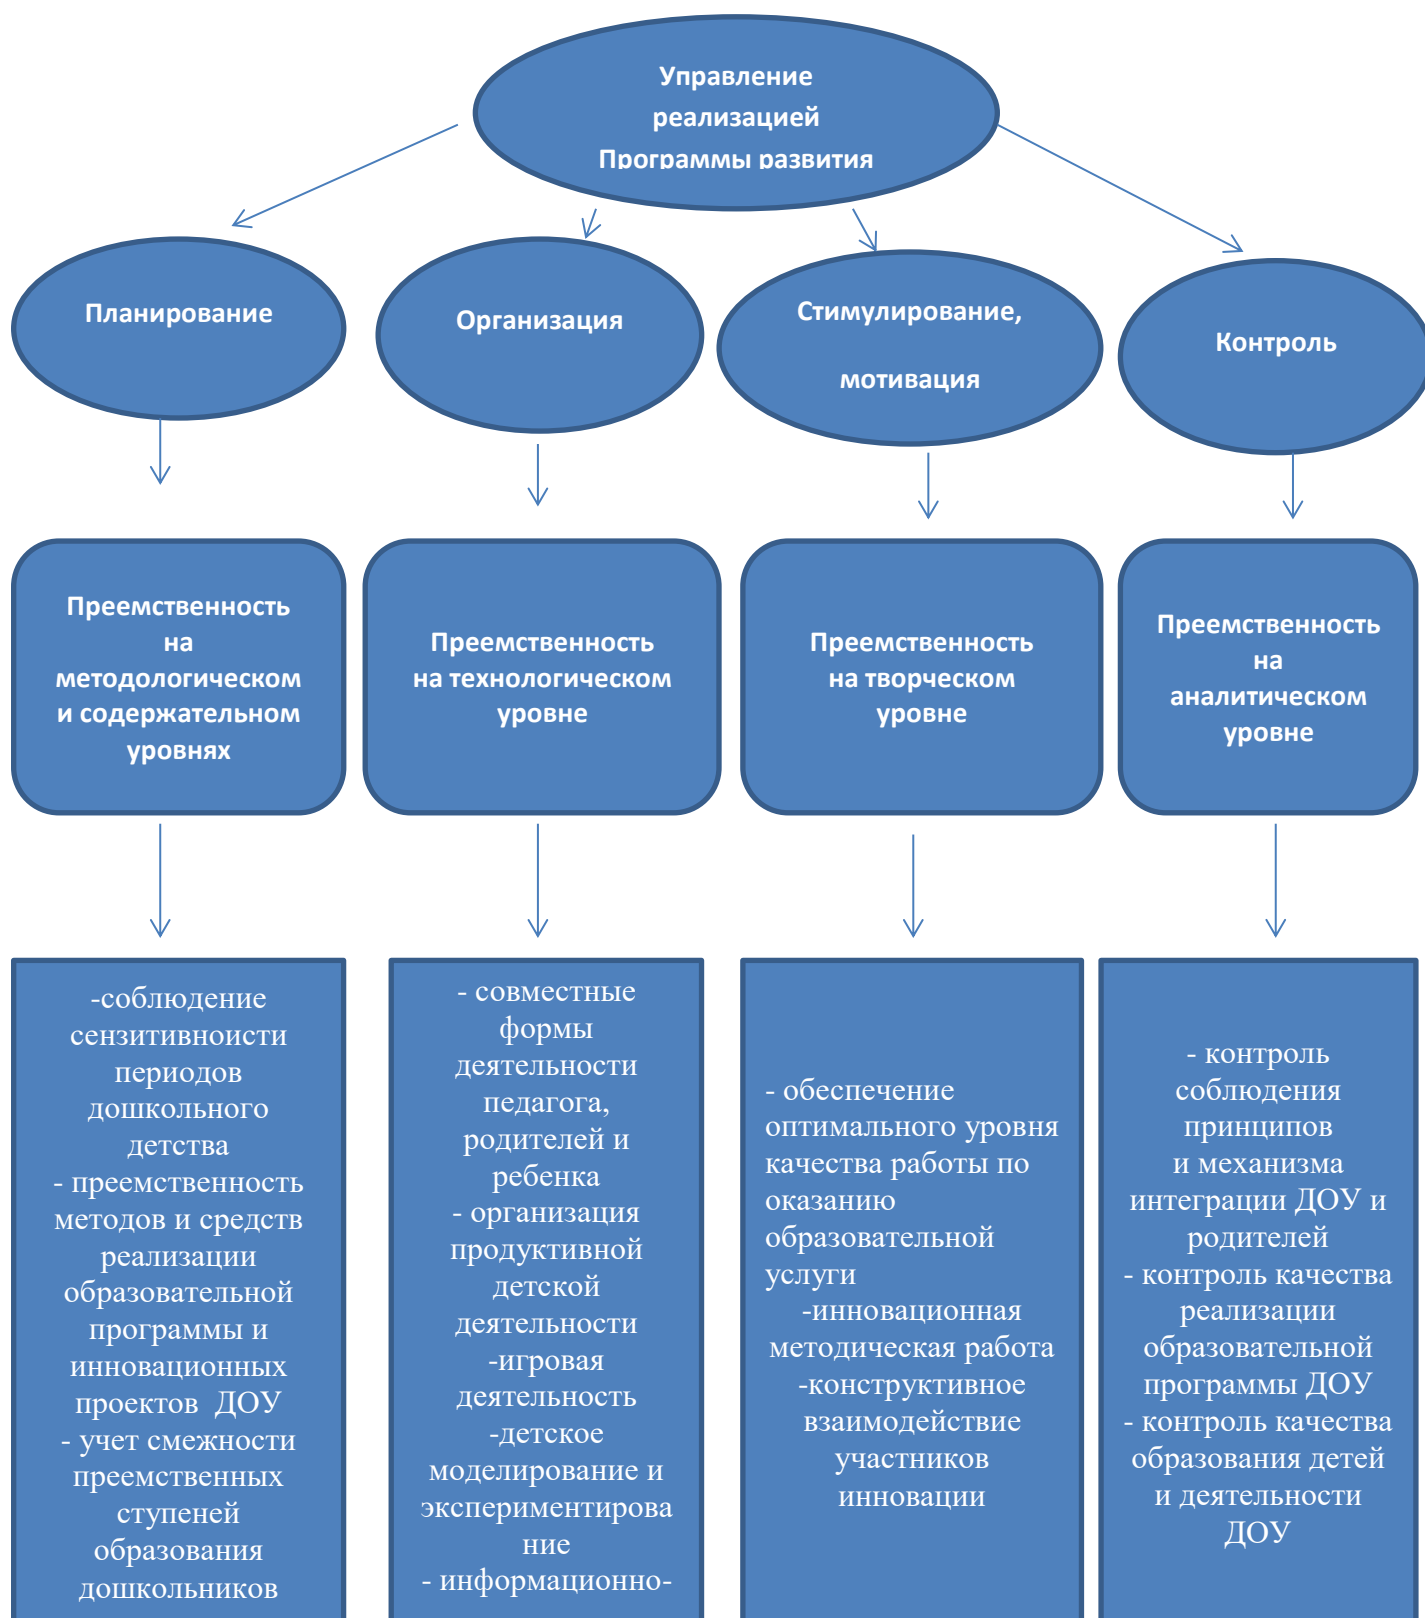 Управление
реализацией
Программы развития
Планирование
Организация
Стимулирование,
мотивация
Контроль
Преемственность
на
методологическом
и содержательном
уровнях
Преемственность
на технологическом
уровне
Преемственность
на творческом
уровне
Преемственность
на
аналитическом
уровне
-соблюдение
сензитивноисти
периодов
дошкольного
детства
- преемственность
методов и средств
реализации
образовательной
программы и
инновационных
проектов  ДОУ
- учет смежности
преемственных
ступеней
образования
дошкольников
- совместные
формы
деятельности
педагога,
родителей и
ребенка
- организация
продуктивной
детской
деятельности
-игровая
деятельность
-детское
моделирование и
экспериментирова
ние
- информационно-
- обеспечение
оптимального уровня
качества работы по
оказанию
образовательной
услуги
-инновационная
методическая работа
-конструктивное
взаимодействие
участников
инновации
- контроль
соблюдения
принципов
и механизма
интеграции ДОУ и
родителей
- контроль качества
реализации
образовательной
программы ДОУ
- контроль качества
образования детей
и деятельности
ДОУ